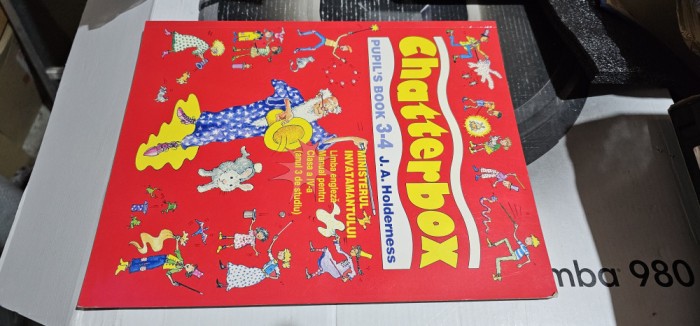 Chatterbox
PUPIL'S BOOK 3-4 J. A. Holderness
MINISTERUL
INVATAMANTULUI
Limba engleză
Manual pentru
Clasa a IV-a
(anul 3 de studiu)
mba 980